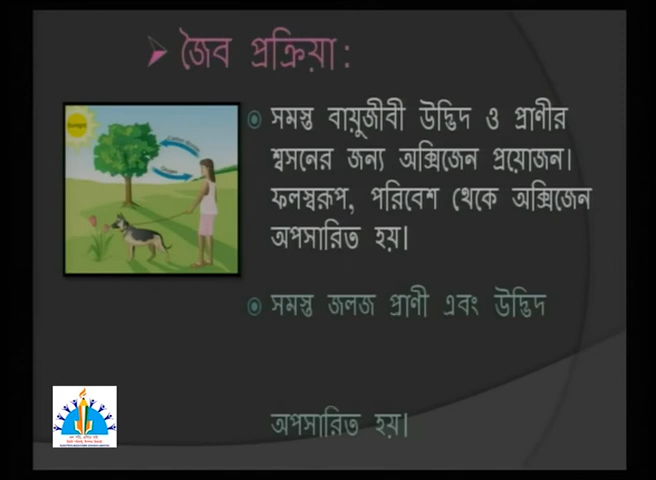 জৈব প্রক্রিয়া:
সমস্ত বায়ুজীবী উদ্ভিদ ও প্রাণীর
শ্বসনের জন্য অক্সিজেন প্রয়োজন।
ফলস্বরূপ, পরিবেশ থেকে অক্সিজেন
অপসারিত হয়।
সমস্ত জলজ প্রাণী এবং উদ্ভিদ
অপসারিত হয়।